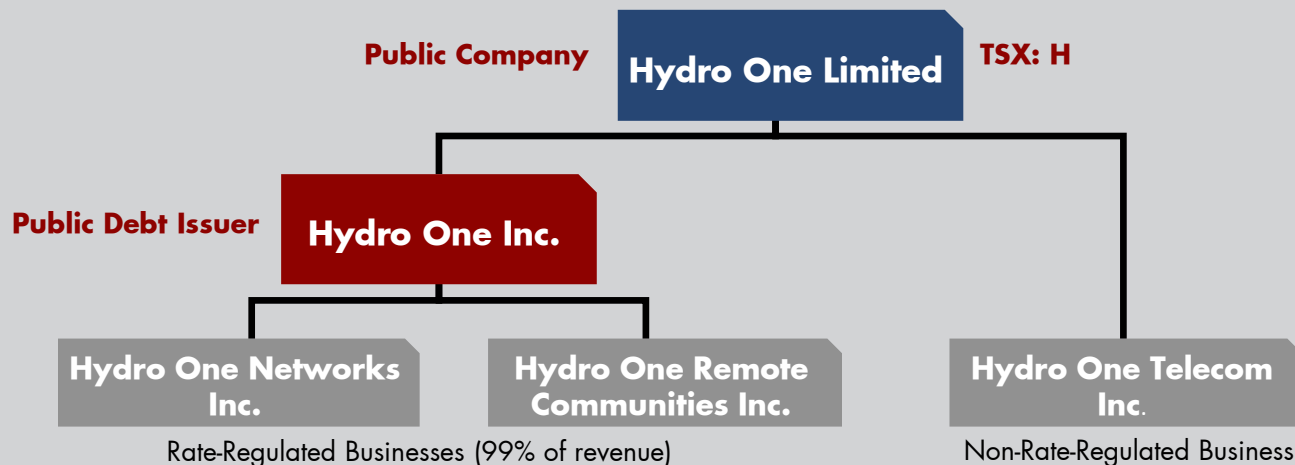 Public Company
Hydro One Limited
TSX: H
Public Debt Issuer
Hydro One Inc.
Hydro One Networks
Inc.
Hydro One Remote
Communities Inc.
Hydro One Telecom
Inc.
Rate-Regulated Businesses (99% of revenue)
Non-Rate-Regulated Business